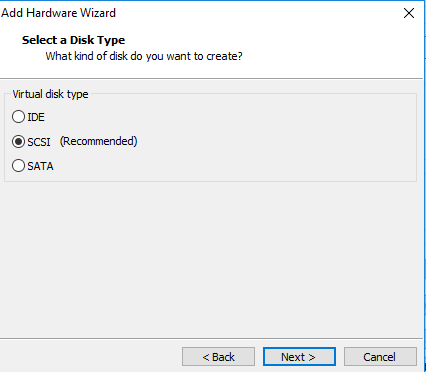 Add Hardware Wizard
Select a Disk Type
What kind of disk do you want to create?
Virtual disk type
IDE
SCSI (Recommended)
SATA
< Back Next > Cancel